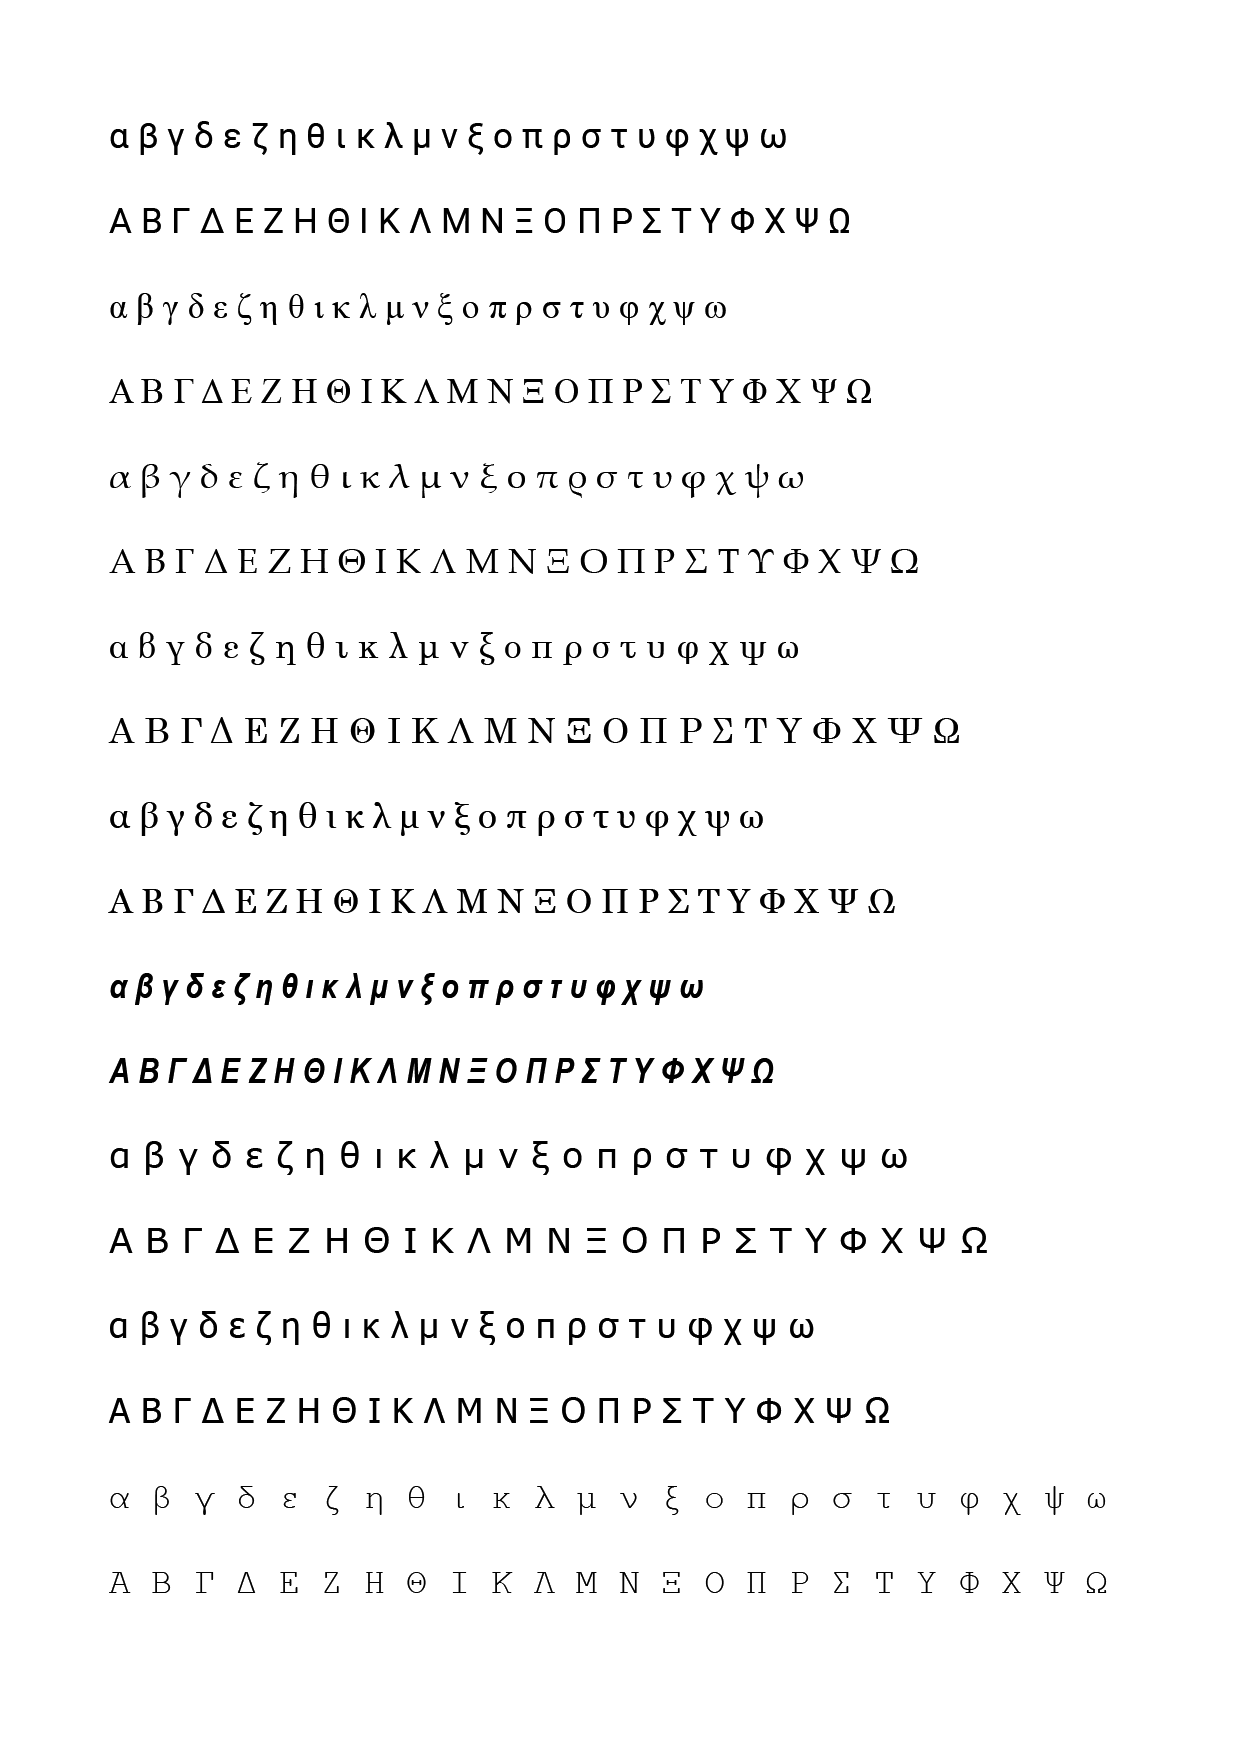 α β γ δ ε ζ η θ ι κ λ μ ν ξ ο π ρ σ τ υ φ χ ψ ω
Α Β Γ Δ Ε Ζ Η Θ Ι Κ Λ Μ Ν Ξ Ο Π Ρ Σ Τ Υ Φ Χ Ψ Ω
α β γ δ ε ζ η θ ι κ λ μ ν ξ ο π ρ σ τ υ φ χ ψ ω
Α Β Γ Δ Ε Ζ Η Θ Ι Κ Λ Μ Ν Ξ Ο Π Ρ Σ Τ Υ Φ Χ Ψ Ω
α β γ δ ε ζ η θ ι κ λ μ ν ξ ο π ρ σ τ υ φ χ ψ ω
Α Β Γ Δ Ε Ζ Η Θ Ι Κ Λ Μ Ν Ξ Ο Π Ρ Σ Τ Υ Φ Χ Ψ Ω
α β γ δ ε ζ η θ ι κ λ μ ν ξ ο π ρ σ τ υ φ χ ψ ω
Α Β Γ Δ Ε Ζ Η Θ Ι Κ Λ Μ Ν Ξ Ο Π Ρ Σ Τ Υ Φ Χ Ψ Ω
α β γ δ ε ζ η θ ι κ λ μ ν ξ ο π ρ σ τ υ φ χ ψ ω
Α Β Γ Δ Ε Ζ Η Θ Ι Κ Λ Μ Ν Ξ Ο Π Ρ Σ Τ Υ Φ Χ Ψ Ω
α β γ δ ε ζ η θ ι κ λ μ ν ξ ο π ρ σ τ υ φ χ ψ ω
Α Β Γ Δ Ε Ζ Η Θ Ι Κ Λ Μ Ν Ξ Ο Π Ρ Σ Τ Υ Φ Χ Ψ Ω
α β γ δ ε ζ η θ ι κ λ μ ν ξ ο π ρ σ τ υ φ χ ψ ω
Α Β Γ Δ Ε Ζ Η Θ Ι Κ Λ Μ Ν Ξ Ο Π Ρ Σ Τ Υ Φ Χ Ψ Ω
α β γ δ ε ζ η θ ι κ λ μ ν ξ ο π ρ σ τ υ φ χ ψ ω
Α Β Γ Δ Ε Ζ Η Θ Ι Κ Λ Μ Ν Ξ Ο Π Ρ Σ Τ Υ Φ Χ Ψ Ω
α β γ δ ε ζ η θ ι κ λ μ ν ξ ο π ρ σ τ υ φ χ ψ ω
Α Β Γ Δ Ε Ζ Η Θ Ι Κ Λ Μ Ν Ξ Ο Π Ρ Σ Τ Υ Φ Χ Ψ Ω